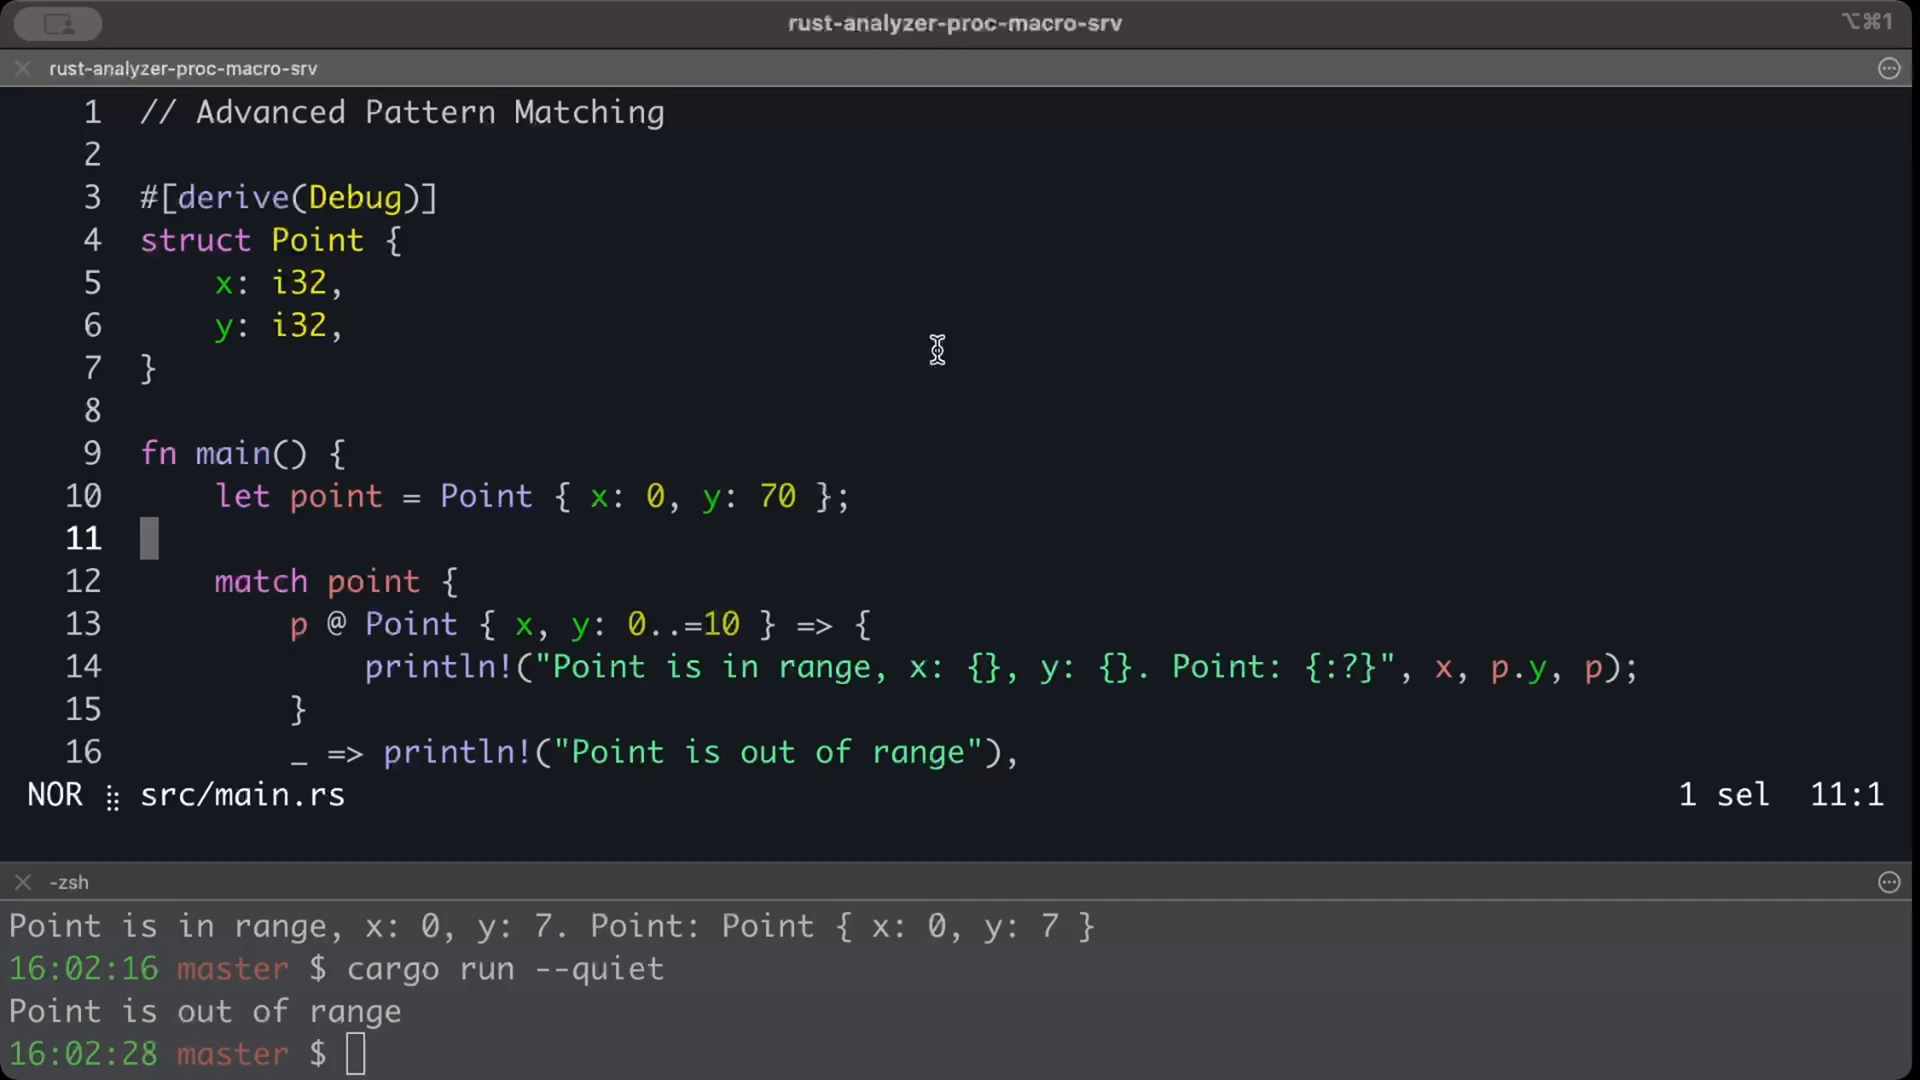 rust-analyzer-proc-macro-srv
⌥⌘1
rust-analyzer-proc-macro-srv
1 // Advanced Pattern Matching
2
3 #[derive(Debug)]
4 struct Point {
5     x: i32,
6     y: i32,
7 }
8
9 fn main() {
10     let point = Point { x: 0, y: 70 };
11
12     match point {
13         p @ Point { x, y: 0..=10 } => {
14             println!("Point is in range, x: {}, y: {}. Point: {:?}", x, p.y, p);
15         }
16         _ => println!("Point is out of range"),
NOR ⣾ src/main.rs 1 sel 11:1
-zsh
Point is in range, x: 0, y: 7. Point: Point { x: 0, y: 7 }
16:02:16 master $ cargo run --quiet
Point is out of range
16:02:28 master $